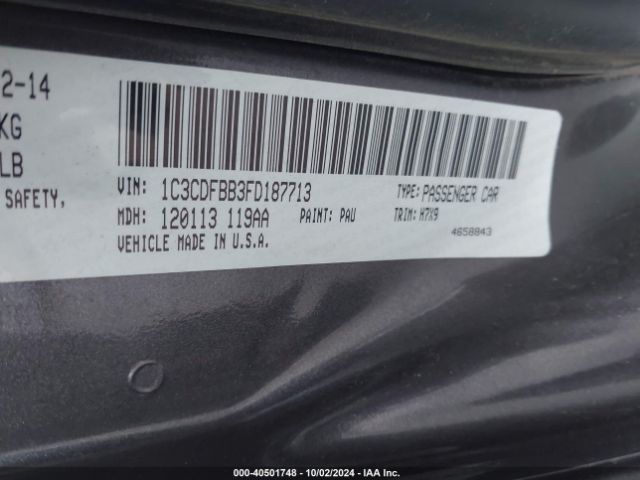 2-14
KG
LB
SAFETY,
VIN: 1C3CDFBB3FD187713
TYPE: PASSENGER CAR
MDH: 120113 119AA
PAINT: PAU
TRIM: H7X9
VEHICLE MADE IN U.S.A.
4658843
000-40501748 - 10/02/2024 - IAA Inc.